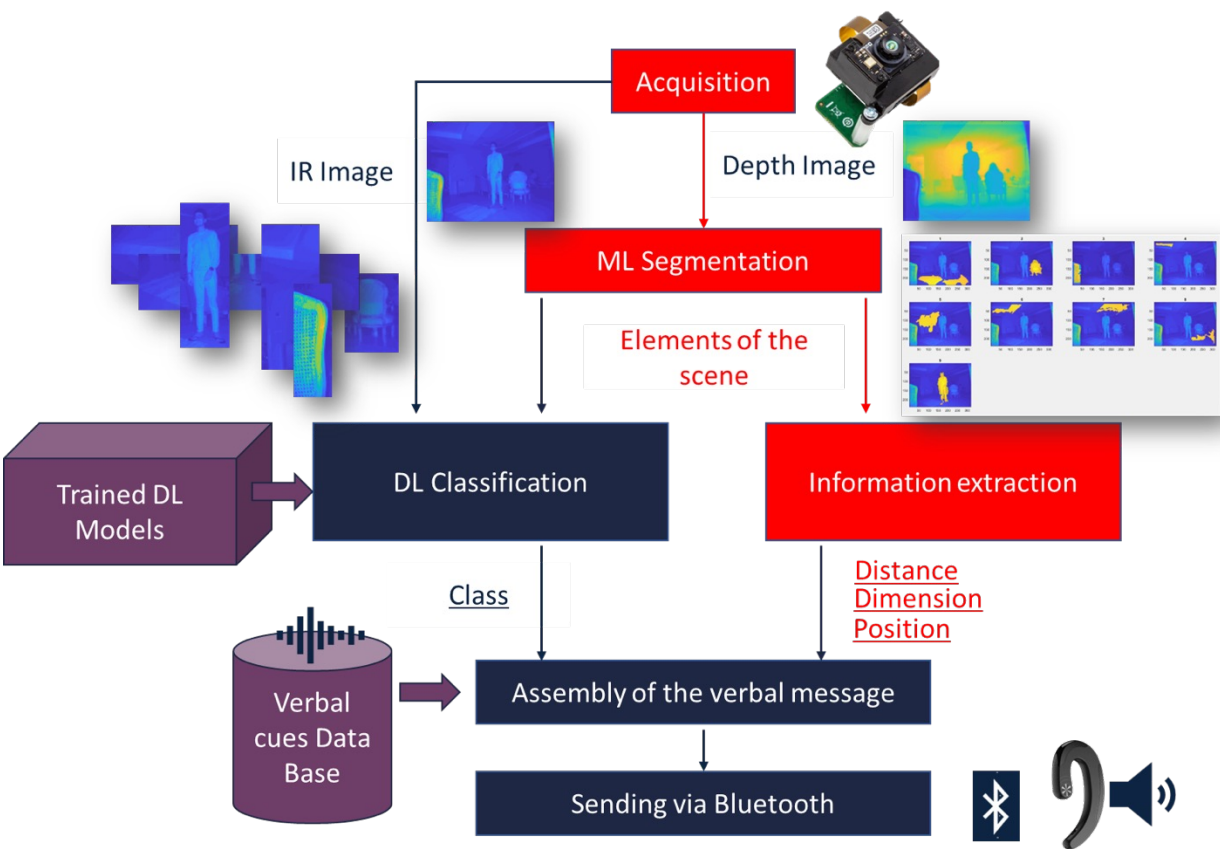 Acquisition
IR Image
Depth Image
ML Segmentation
Elements of the
scene
Trained DL
Models
DL Classification
Information extraction
Class
Distance
Dimension
Position
Verbal
cues Data
Base
Assembly of the verbal message
Sending via Bluetooth